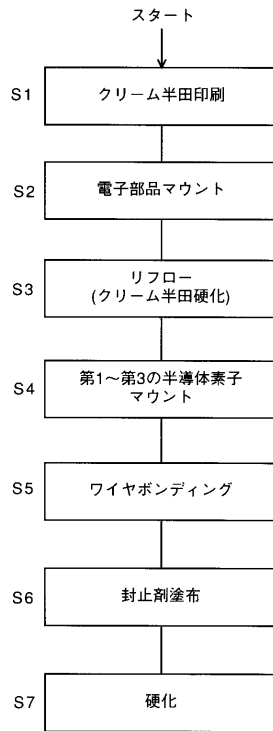 スタート
S1 クリーム半田印刷
S2 電子部品マウント
S3 リフロー
(クリーム半田硬化)
S4 第1〜第3の半導体素子
マウント
S5 ワイヤボンディング
S6 封止剤塗布
S7 硬化